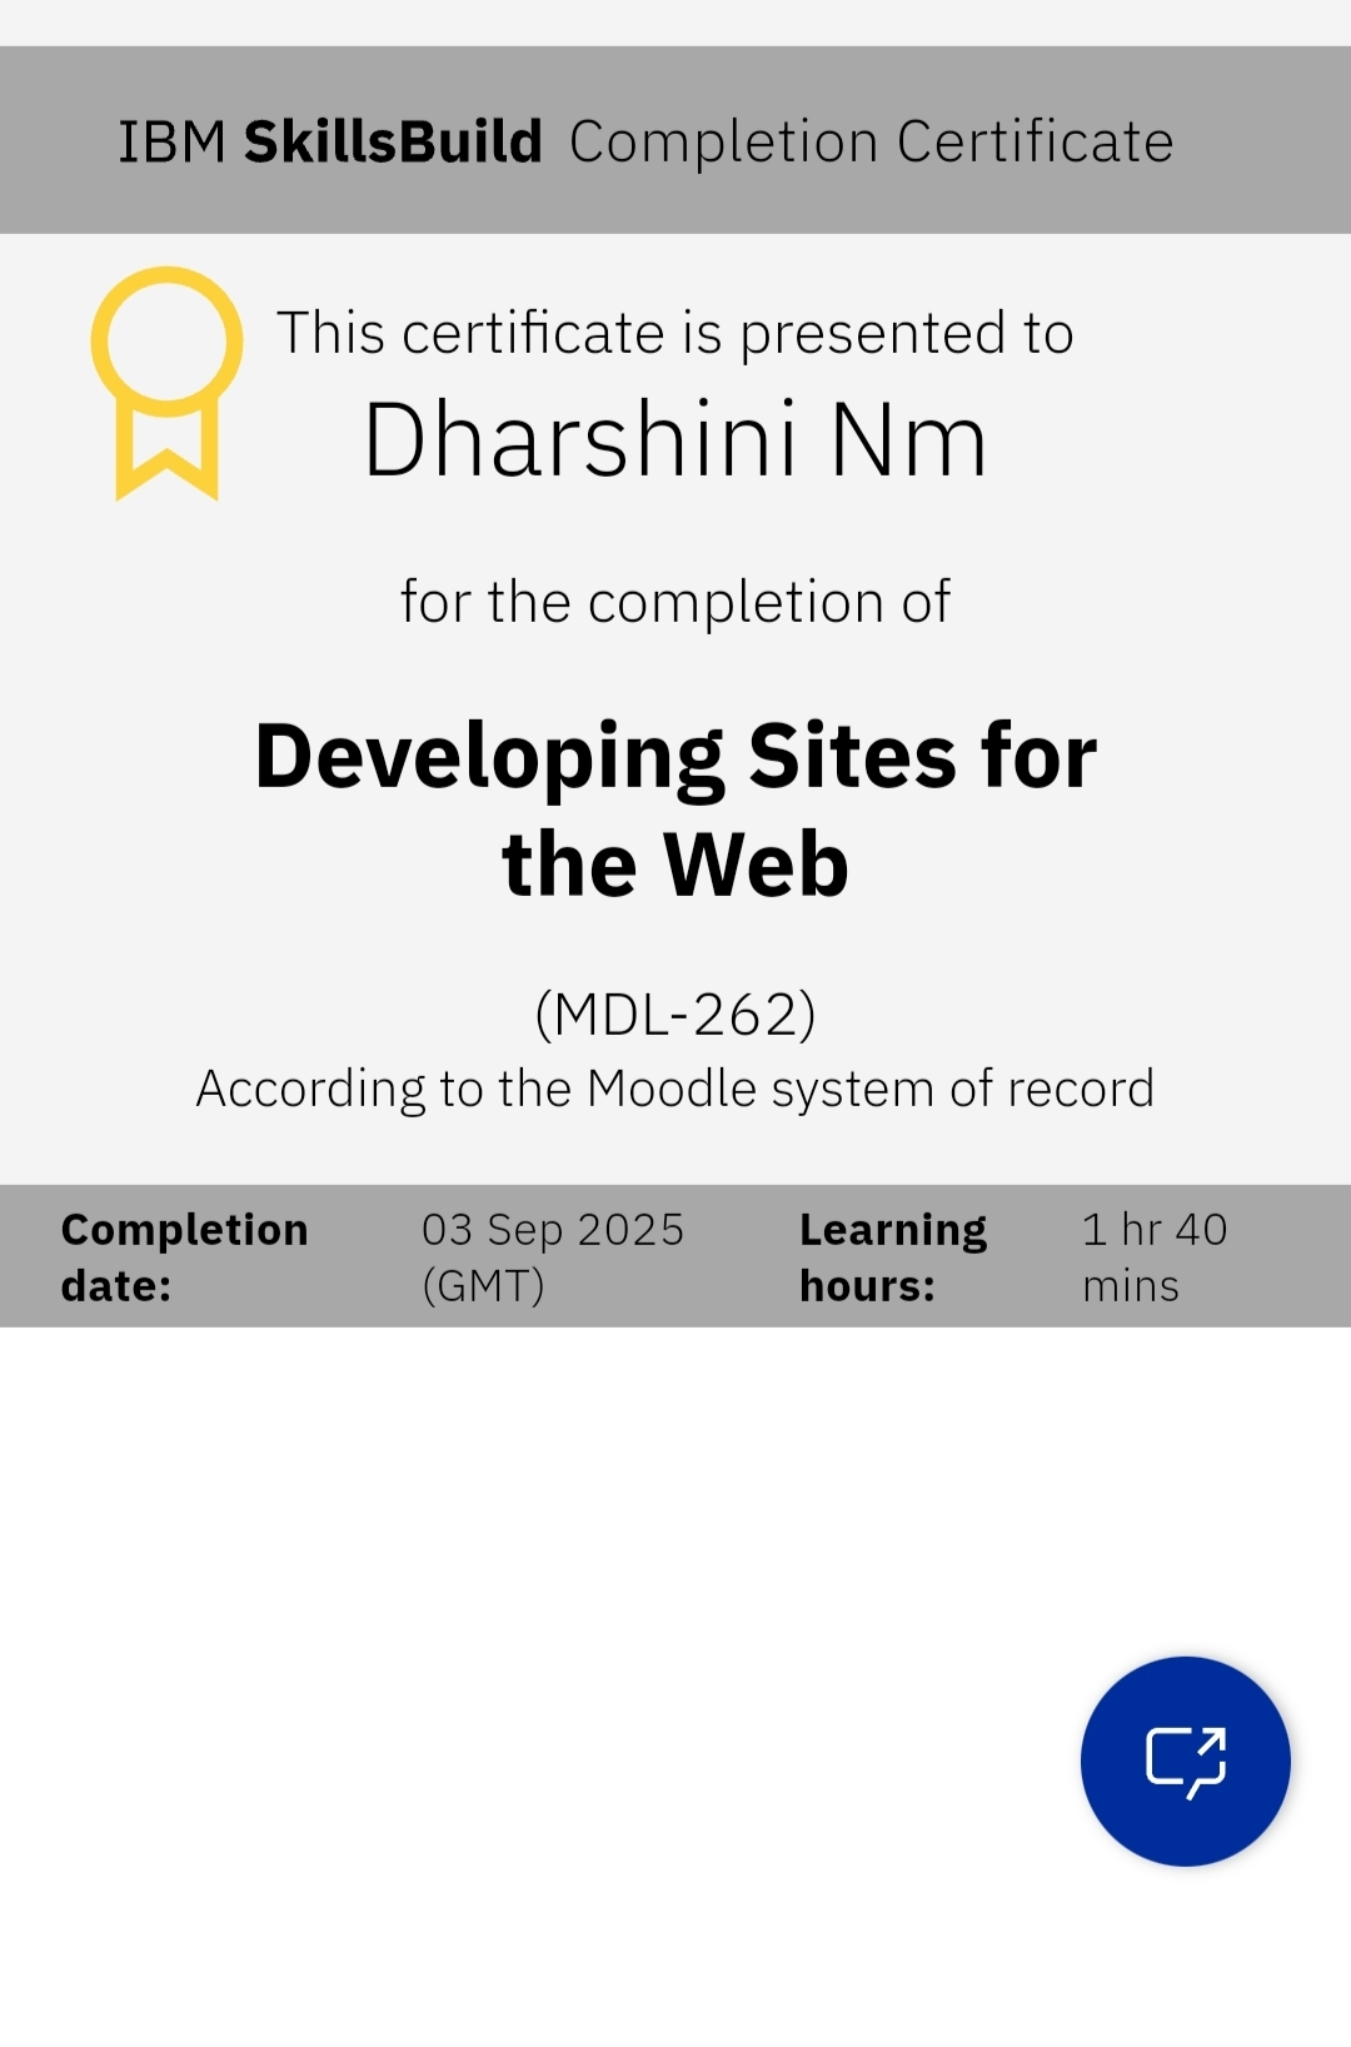 IBM SkillsBuild Completion Certificate
This certificate is presented to
Dharshini Nm
for the completion of
Developing Sites for
the Web
(MDL-262)
According to the Moodle system of record
Completion date: 03 Sep 2025 (GMT) Learning hours: 1 hr 40 mins